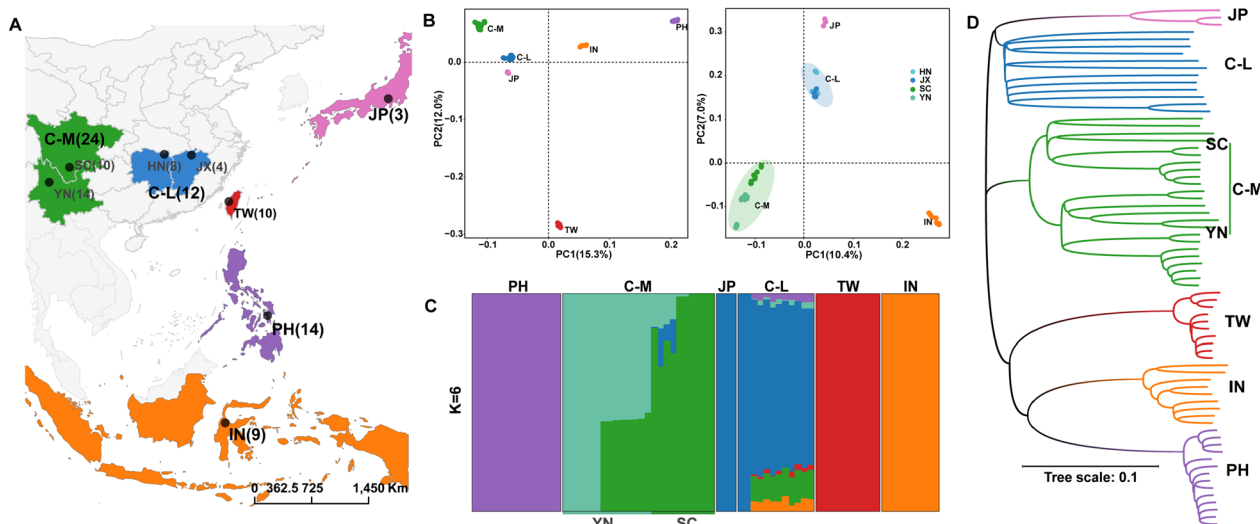 A
C-M(24)
SC(10)
YN(14)
HN(8)
JX(4)
C-L(12)
JP(3)
TW(10)
PH(14)
IN(9)
0 362.5 725 1,450 Km
B
C-M
C-L
JP
IN
PH
TW
0.0
−0.1
−0.2
−0.3
PC2(12.0%)
−0.1 0.0 0.1 0.2
PC1(15.3%)
JP
C-L
HN
JX
SC
YN
C-M
IN
0.3
0.2
0.1
0.0
−0.1
PC2(7.0%)
−0.1 0.0 0.1 0.2
PC1(10.4%)
C
PH C-M JP C-L TW IN
K=6
YN SC
D
JP
C-L
SC
C-M
YN
TW
IN
PH
Tree scale: 0.1